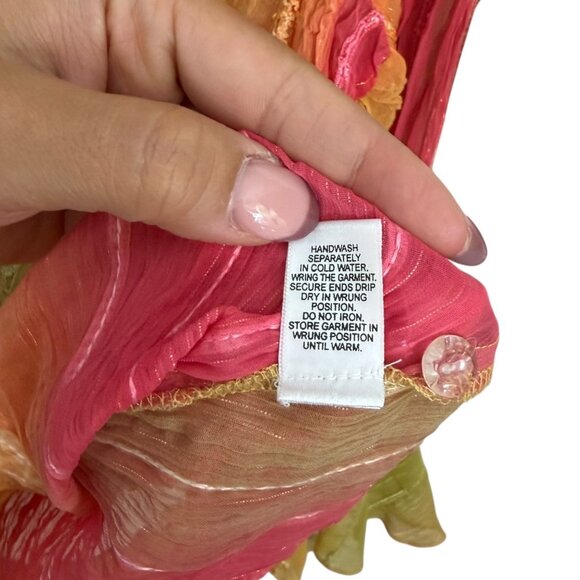 HANDWASH
SEPARATELY
IN COLD WATER.
WRING THE GARMENT.
SECURE ENDS DRIP
DRY IN WRUNG
POSITION.
DO NOT IRON.
STORE GARMENT IN
WRUNG POSITION
UNTIL WARM.